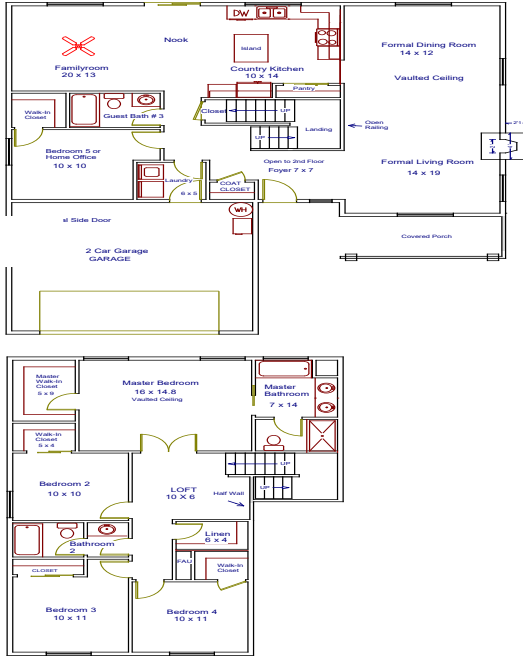 DW
Nook
Island
Familyroom
20 x 13
Country Kitchen
10 x 14
Pantry
Formal Dining Room
14 x 12
Vaulted Ceiling
Walk-In
Closet
Guest Bath # 3
Closet
UP
Landing
UP
Open
Railing
Bedroom 5 or
Home Office
10 x 10
Open to 2nd Floor
Foyer 7 x 7
Formal Living Room
14 x 19
Laundry
6 x 5
COAT
CLOSET
WH
el Side Door
2 Car Garage
GARAGE
Covered Porch
Master
Walk-In
Closet
5 x 9
Master Bedroom
16 x 14.8
Vaulted Ceiling
Master
Bathroom
7 x 14
Walk-In
Closet
5 x 4
UP
Bedroom 2
10 x 10
LOFT
10 X 6
UP
Half Wall
Bathroom
2
Linen
6 x 4
CLOSET
FAU
Walk-In
Closet
Bedroom 3
10 x 11
Bedroom 4
10 x 11